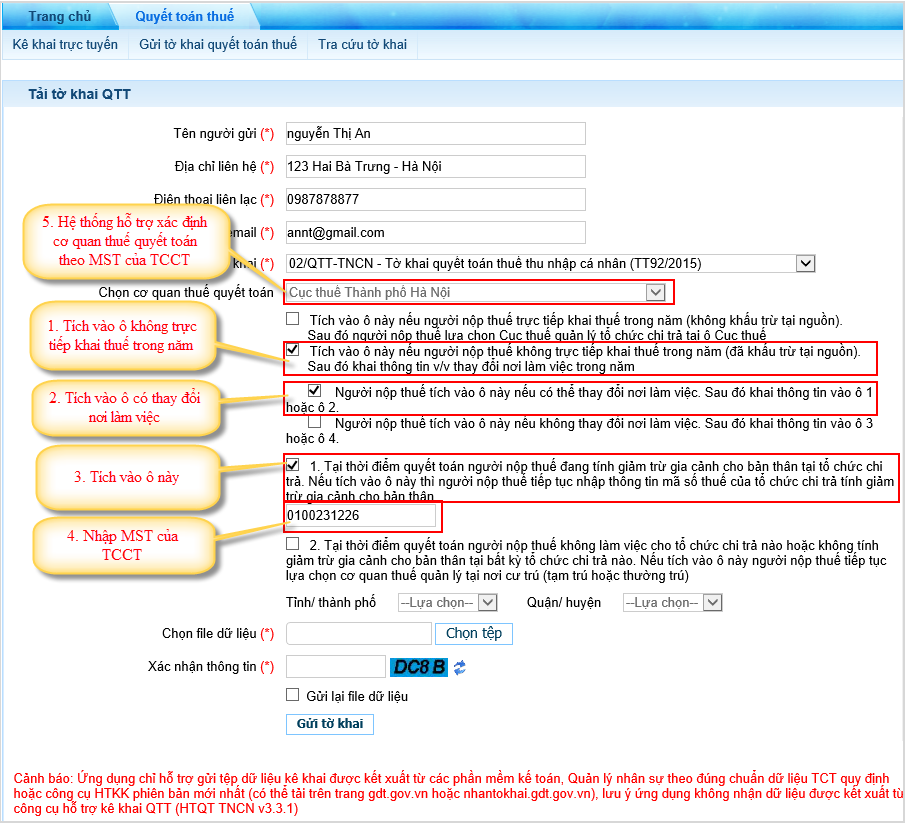 Trang chủ
Quyết toán thuế
Kê khai trực tuyến
Gửi tờ khai quyết toán thuế
Tra cứu tờ khai
Tải tờ khai QTT
Tên người gửi (*)
nguyễn Thị An
Địa chỉ liên hệ (*)
123 Hai Bà Trưng - Hà Nội
Điện thoại liên lạc (*)
0987878877
5. Hệ thống hỗ trợ xác định
cơ quan thuế quyết toán
theo MST của TCCT
email (*)
annt@gmail.com
khai (*)
02/QTT-TNCN - Tờ khai quyết toán thuế thu nhập cá nhân (TT92/2015)
Chọn cơ quan thuế quyết toán
Cục thuế Thành phố Hà Nội
Tích vào ô này nếu người nộp thuế trực tiếp khai thuế trong năm (không khấu trừ tại nguồn).
Sau đó người nộp thuế lựa chọn Cục thuế quản lý tổ chức chi trả tại ô Cục thuế
1. Tích vào ô không trực
tiếp khai thuế trong năm
Tích vào ô này nếu người nộp thuế không trực tiếp khai thuế trong năm (đã khấu trừ tại nguồn).
Sau đó khai thông tin v/v thay đổi nơi làm việc trong năm
2. Tích vào ô có thay đổi
nơi làm việc
Người nộp thuế tích vào ô này nếu có thể thay đổi nơi làm việc. Sau đó khai thông tin vào ô 1
hoặc ô 2.
Người nộp thuế tích vào ô này nếu không thay đổi nơi làm việc. Sau đó khai thông tin vào ô 3
hoặc ô 4.
3. Tích vào ô này
1. Tại thời điểm quyết toán người nộp thuế đang tính giảm trừ gia cảnh cho bản thân tại tổ chức chi
trả. Nếu tích vào ô này thì người nộp thuế tiếp tục nhập thông tin mã số thuế của tổ chức chi trả tính giảm
trừ gia cảnh cho bản thân
4. Nhập MST của
TCCT
0100231226
2. Tại thời điểm quyết toán người nộp thuế không làm việc cho tổ chức chi trả nào hoặc không tính
giảm trừ gia cảnh cho bản thân tại bất kỳ tổ chức chi trả nào. Nếu tích vào ô này người nộp thuế tiếp tục
lựa chọn cơ quan thuế quản lý tại nơi cư trú (tạm trú hoặc thường trú)
Tỉnh/ thành phố
--Lựa chọn--
Quận/ huyện
--Lựa chọn--
Chọn file dữ liệu (*)
Chọn tệp
Xác nhận thông tin (*)
DC8 B
Gửi lại file dữ liệu
Gửi tờ khai
Cảnh báo: Ứng dụng chỉ hỗ trợ gửi tệp dữ liệu kê khai được kết xuất từ các phần mềm kế toán, Quản lý nhân sự theo đúng chuẩn dữ liệu TCT quy định
hoặc công cụ HTKK phiên bản mới nhất (có thể tải trên trang gdt.gov.vn hoặc nhantokhai.gdt.gov.vn), lưu ý ứng dụng không nhận dữ liệu được kết xuất từ
công cụ hỗ trợ kê khai QTT (HTQT TNCN v3.3.1)